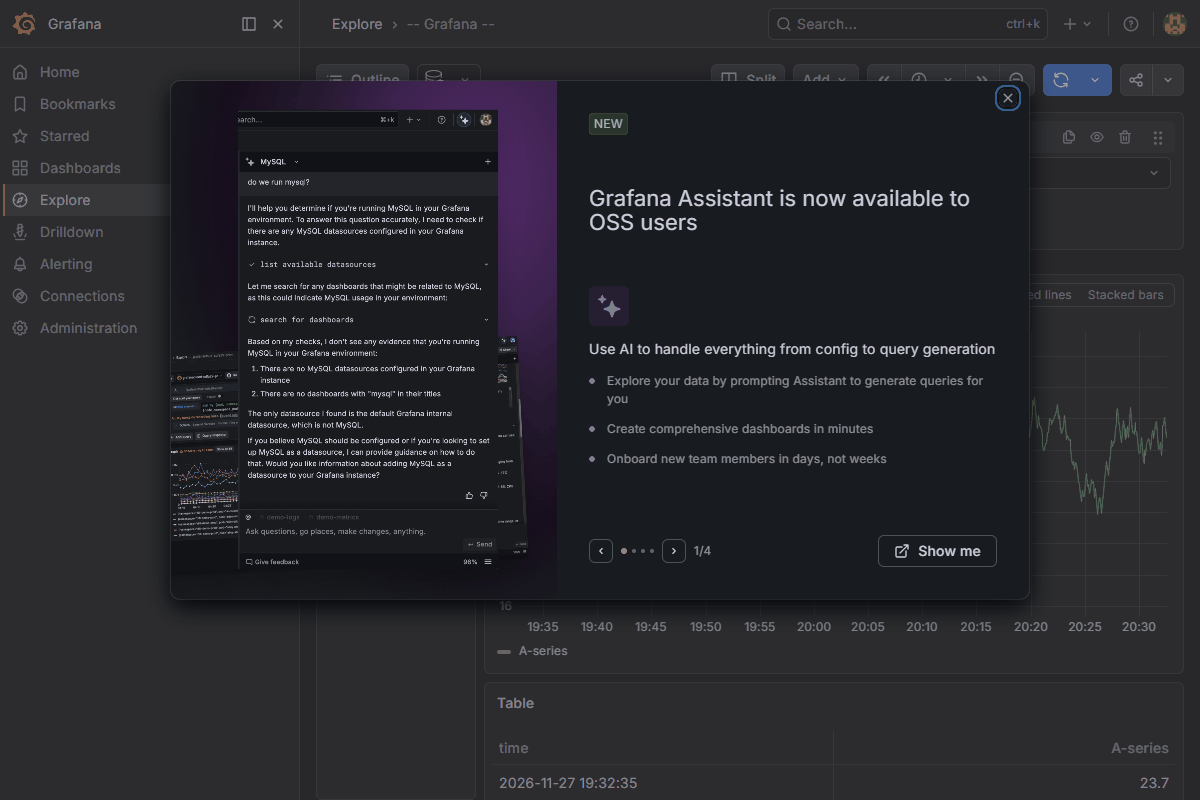 Grafana
Explore › -- Grafana --
Search...
ctrl+k
Home
Bookmarks
Starred
Dashboards
Explore
Drilldown
Alerting
Connections
Administration
Outline
Split
Add
arch...
⌘+k
MySQL
do we run mysql?
I'll help you determine if you're running MySQL in your Grafana
environment. To answer this question accurately, I need to check if
there are any MySQL datasources configured in your Grafana
instance.
list available datasources
Let me search for any dashboards that might be related to MySQL,
as this could indicate MySQL usage in your environment:
search for dashboards
Based on my checks, I don't see any evidence that you're running
MySQL in your Grafana environment:
1. There are no MySQL datasources configured in your Grafana
instance
2. There are no dashboards with "mysql" in their titles
The only datasource I found is the default Grafana internal
datasource, which is not MySQL.
If you believe MySQL should be configured or if you're looking to set
up MySQL as a datasource, I can provide guidance on how to do
that. Would you like information about adding MySQL as a
datasource to your Grafana instance?
demo-logs
demo-metrics
Ask questions, go places, make changes, anything.
Send
Give feedback
96%
NEW
Grafana Assistant is now available to
OSS users
Use AI to handle everything from config to query generation
Explore your data by prompting Assistant to generate queries for
you
Create comprehensive dashboards in minutes
Onboard new team members in days, not weeks
1/4
Show me
ed lines
Stacked bars
16
19:35 19:40 19:45 19:50 19:55 20:00 20:05 20:10 20:15 20:20 20:25 20:30
A-series
Table
time
A-series
2026-11-27 19:32:35
23.7